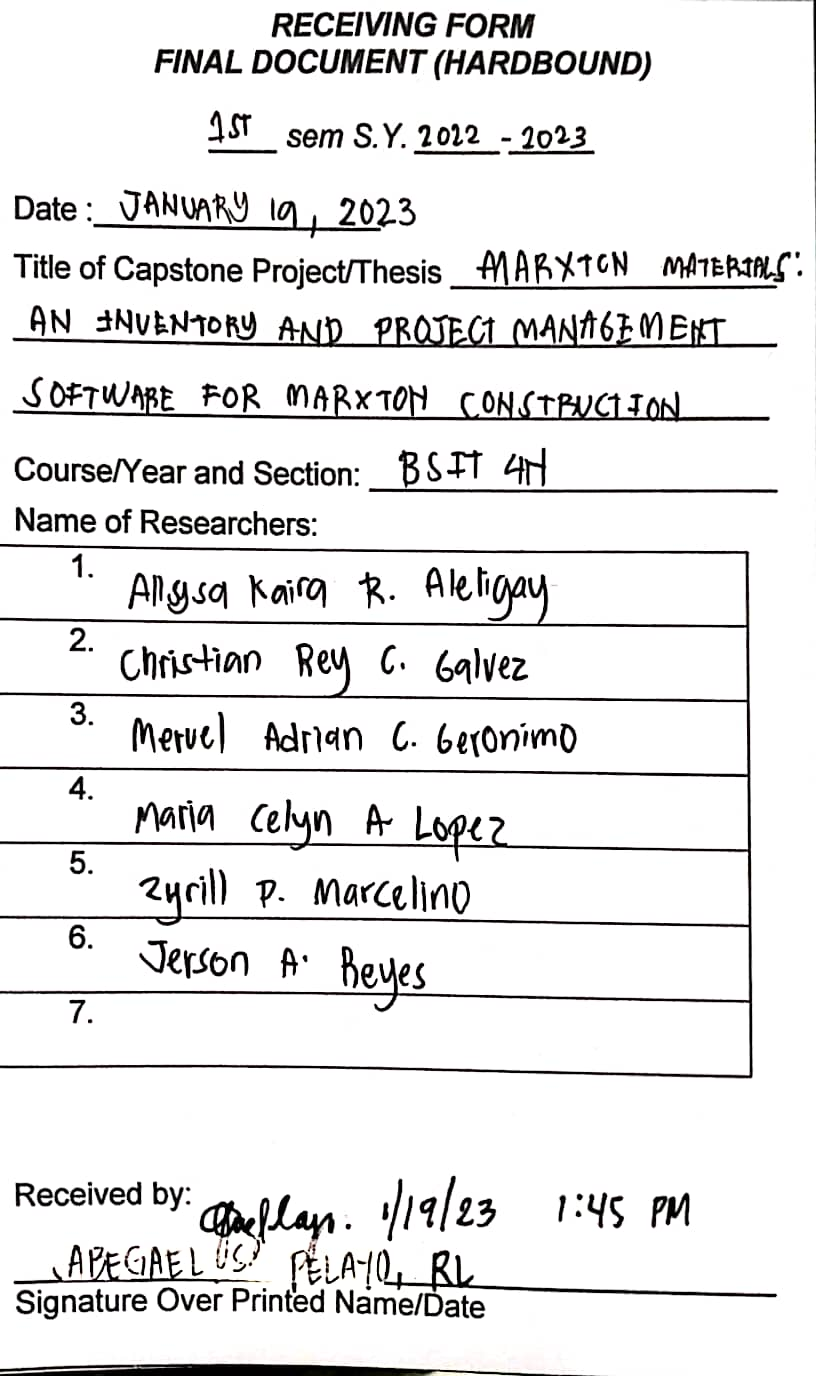 RECEIVING FORM
FINAL DOCUMENT (HARDBOUND)
1ST sem S.Y. 2022 - 2023
Date : JANUARY 19, 2023
Title of Capstone Project/Thesis MARXTON MATERIALS:
AN INVENTORY AND PROJECT MANAGEMENT
SOFTWARE FOR MARXTON CONSTRUCTION
Course/Year and Section: BSIT 4H
Name of Researchers:
1. Allysa Kaira R. Aletigay
2. Christian Rey C. Galvez
3. Mervel Adrian C. Geronimo
4. Maria Celyn A Lopez
5. Zyrill P. Marcelino
6. Jerson A. Reyes
7.
Received by: 1/19/23 1:45 PM
ABEGAEL PELAYO, RL
Signature Over Printed Name/Date